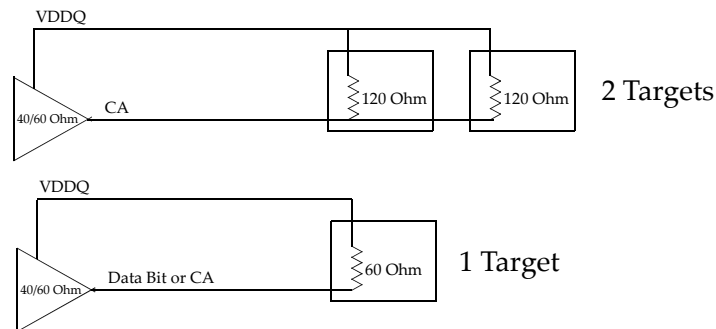 VDDQ
40/60 Ohm
CA
120 Ohm
120 Ohm
2 Targets
VDDQ
40/60 Ohm
Data Bit or CA
60 Ohm
1 Target